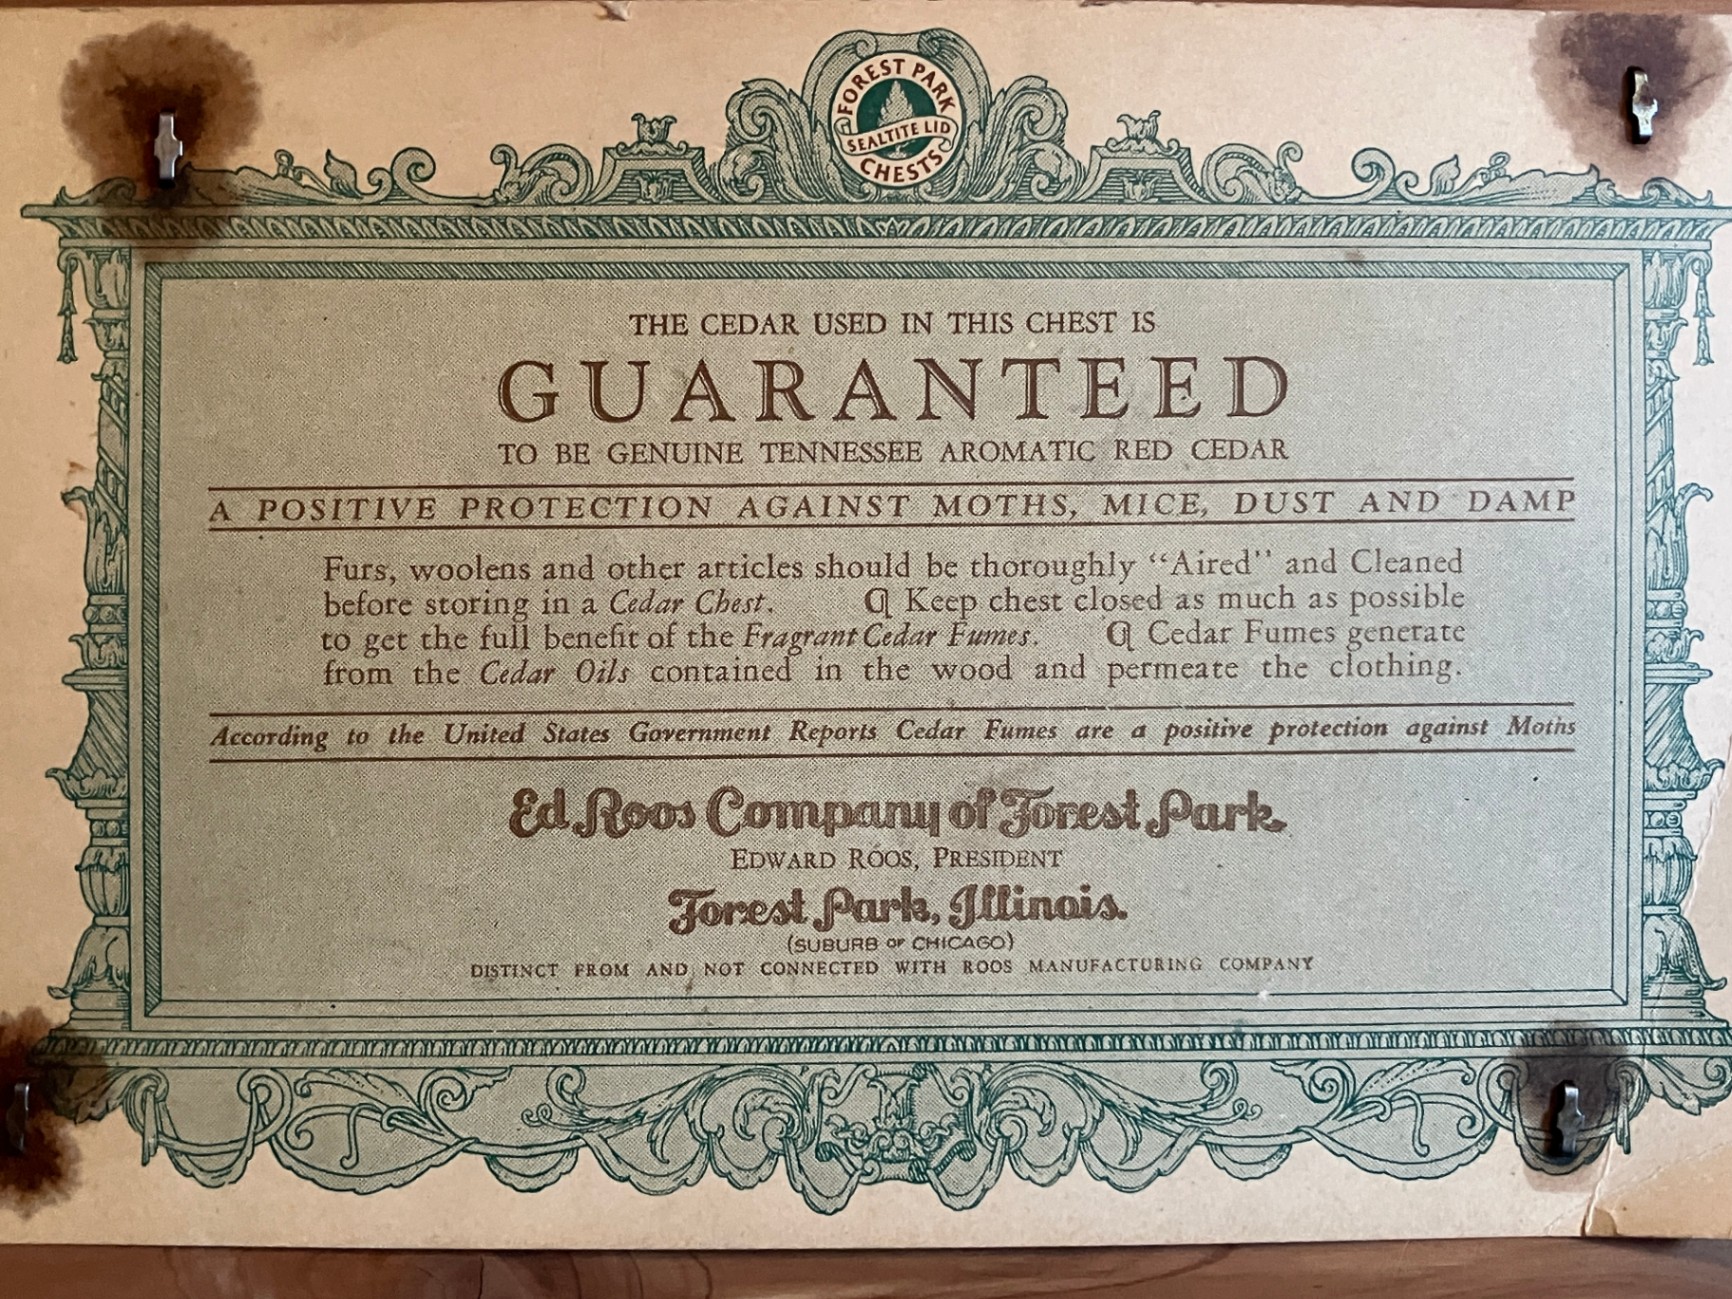 FOREST PARK
SEALTITE LID
CHESTS
THE CEDAR USED IN THIS CHEST IS
GUARANTEED
TO BE GENUINE TENNESSEE AROMATIC RED CEDAR
A POSITIVE PROTECTION AGAINST MOTHS, MICE, DUST AND DAMP
Furs, woolens and other articles should be thoroughly “Aired” and Cleaned
before storing in a Cedar Chest. ¶ Keep chest closed as much as possible
to get the full benefit of the Fragrant Cedar Fumes. ¶ Cedar Fumes generate
from the Cedar Oils contained in the wood and permeate the clothing.
According to the United States Government Reports Cedar Fumes are a positive protection against Moths
Ed Roos Company of Forest Park
EDWARD ROOS, PRESIDENT
Forest Park, Illinois.
(SUBURB OF CHICAGO)
DISTINCT FROM AND NOT CONNECTED WITH ROOS MANUFACTURING COMPANY